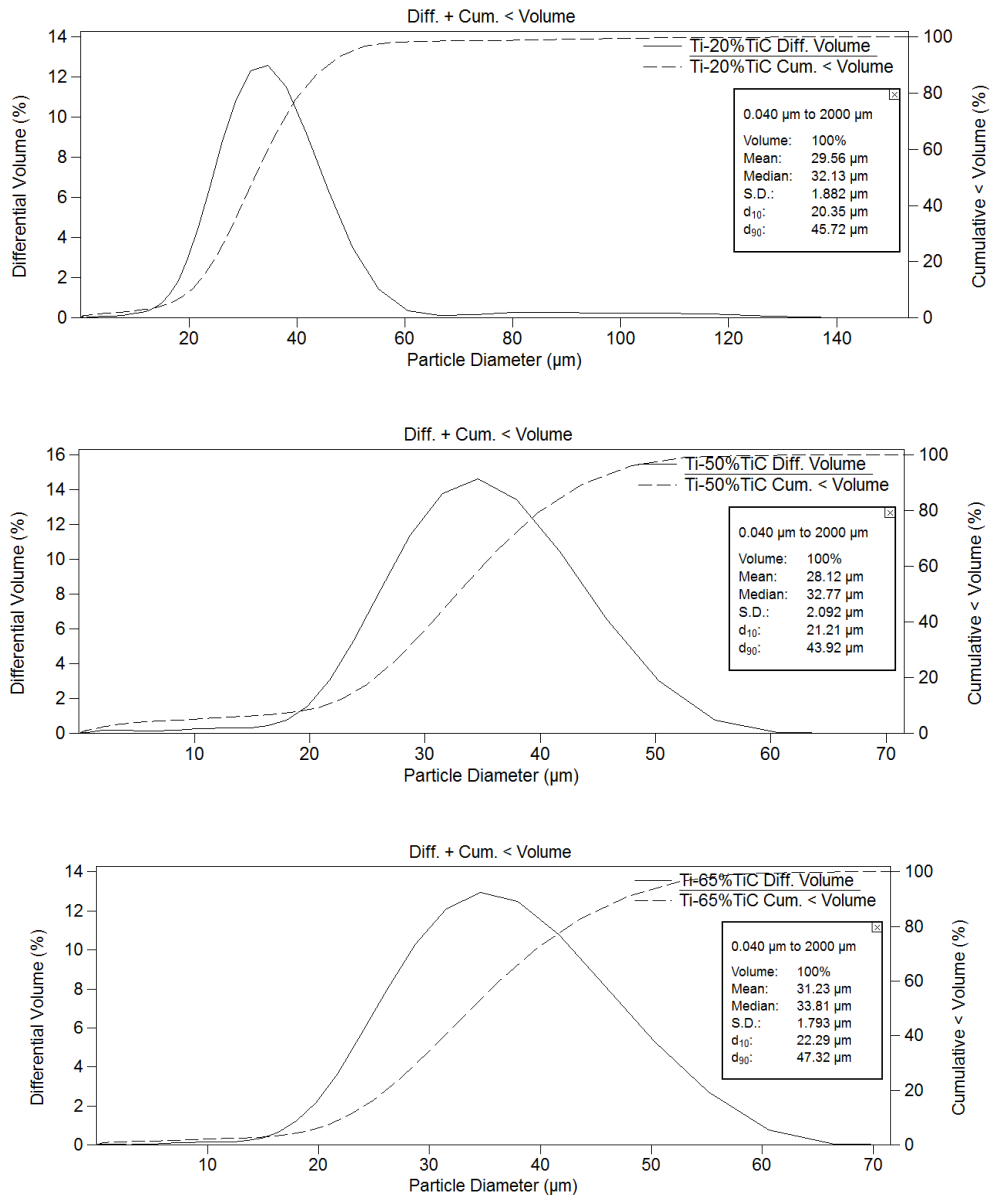 Diff. + Cum. < Volume
14
12
10
8
6
4
2
0
Differential Volume (%)
100
80
60
40
20
0
Cumulative < Volume (%)
Ti-20%TiC Diff. Volume
Ti-20%TiC Cum. < Volume
0.040 µm to 2000 µm
Volume: 100%
Mean: 29.56 µm
Median: 32.13 µm
S.D.: 1.882 µm
d10: 20.35 µm
d90: 45.72 µm
20 40 60 80 100 120 140
Particle Diameter (µm)
Diff. + Cum. < Volume
16
14
12
10
8
6
4
2
0
Differential Volume (%)
100
80
60
40
20
0
Cumulative < Volume (%)
Ti-50%TiC Diff. Volume
Ti-50%TiC Cum. < Volume
0.040 µm to 2000 µm
Volume: 100%
Mean: 28.12 µm
Median: 32.77 µm
S.D.: 2.092 µm
d10: 21.21 µm
d90: 43.92 µm
10 20 30 40 50 60 70
Particle Diameter (µm)
Diff. + Cum. < Volume
14
12
10
8
6
4
2
0
Differential Volume (%)
100
80
60
40
20
0
Cumulative < Volume (%)
Ti-65%TiC Diff. Volume
Ti-65%TiC Cum. < Volume
0.040 µm to 2000 µm
Volume: 100%
Mean: 31.23 µm
Median: 33.81 µm
S.D.: 1.793 µm
d10: 22.29 µm
d90: 47.32 µm
10 20 30 40 50 60 70
Particle Diameter (µm)